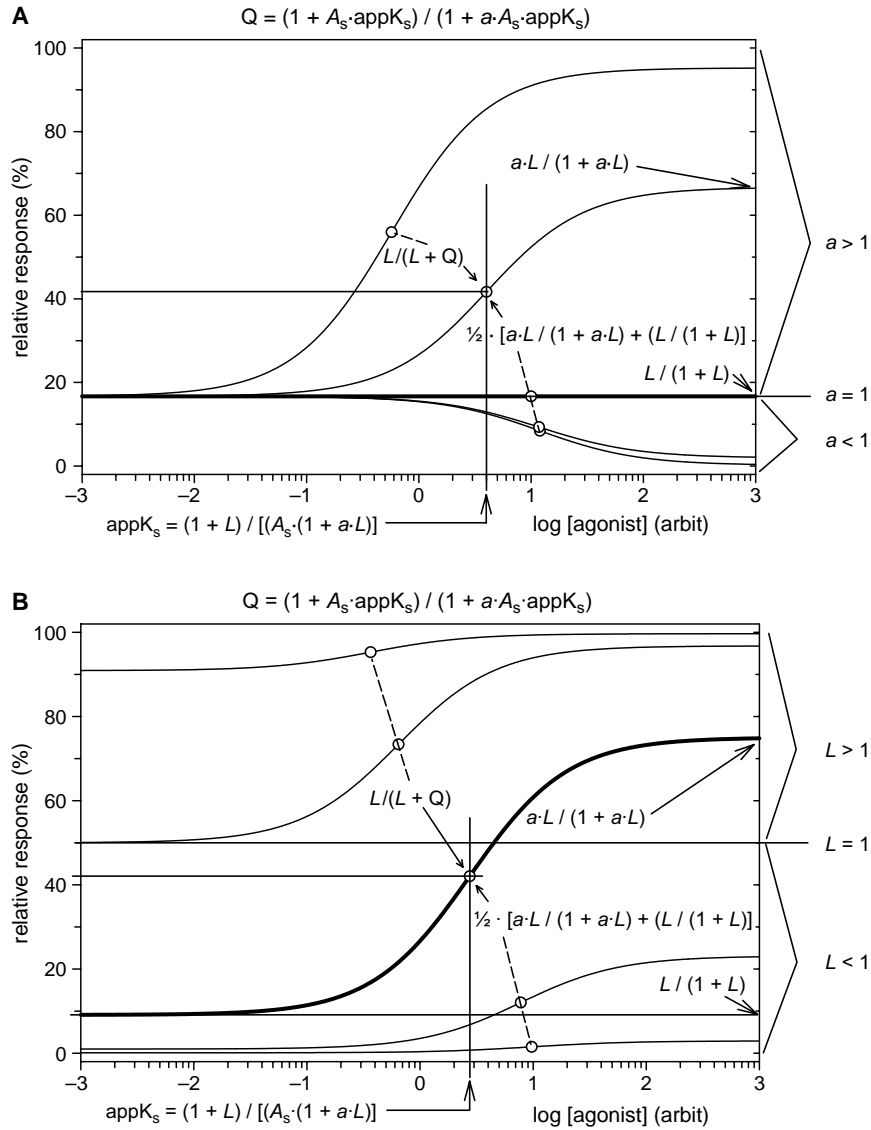 A
Q = (1 + As·appKs) / (1 + a·As·appKs)
relative response (%)
100
80
60
40
20
0
a·L / (1 + a·L)
L/(L + Q)
½ · [a·L / (1 + a·L) + (L / (1 + L)]
L / (1 + L)
a > 1
a = 1
a < 1
–3 –2 –1 0 1 2 3
appKs = (1 + L) / [(As·(1 + a·L)]
log [agonist] (arbit)
B
Q = (1 + As·appKs) / (1 + a·As·appKs)
relative response (%)
100
80
60
40
20
0
L/(L + Q)
a·L / (1 + a·L)
½ · [a·L / (1 + a·L) + (L / (1 + L)]
L / (1 + L)
L > 1
L = 1
L < 1
–3 –2 –1 0 1 2 3
appKs = (1 + L) / [(As·(1 + a·L)]
log [agonist] (arbit)